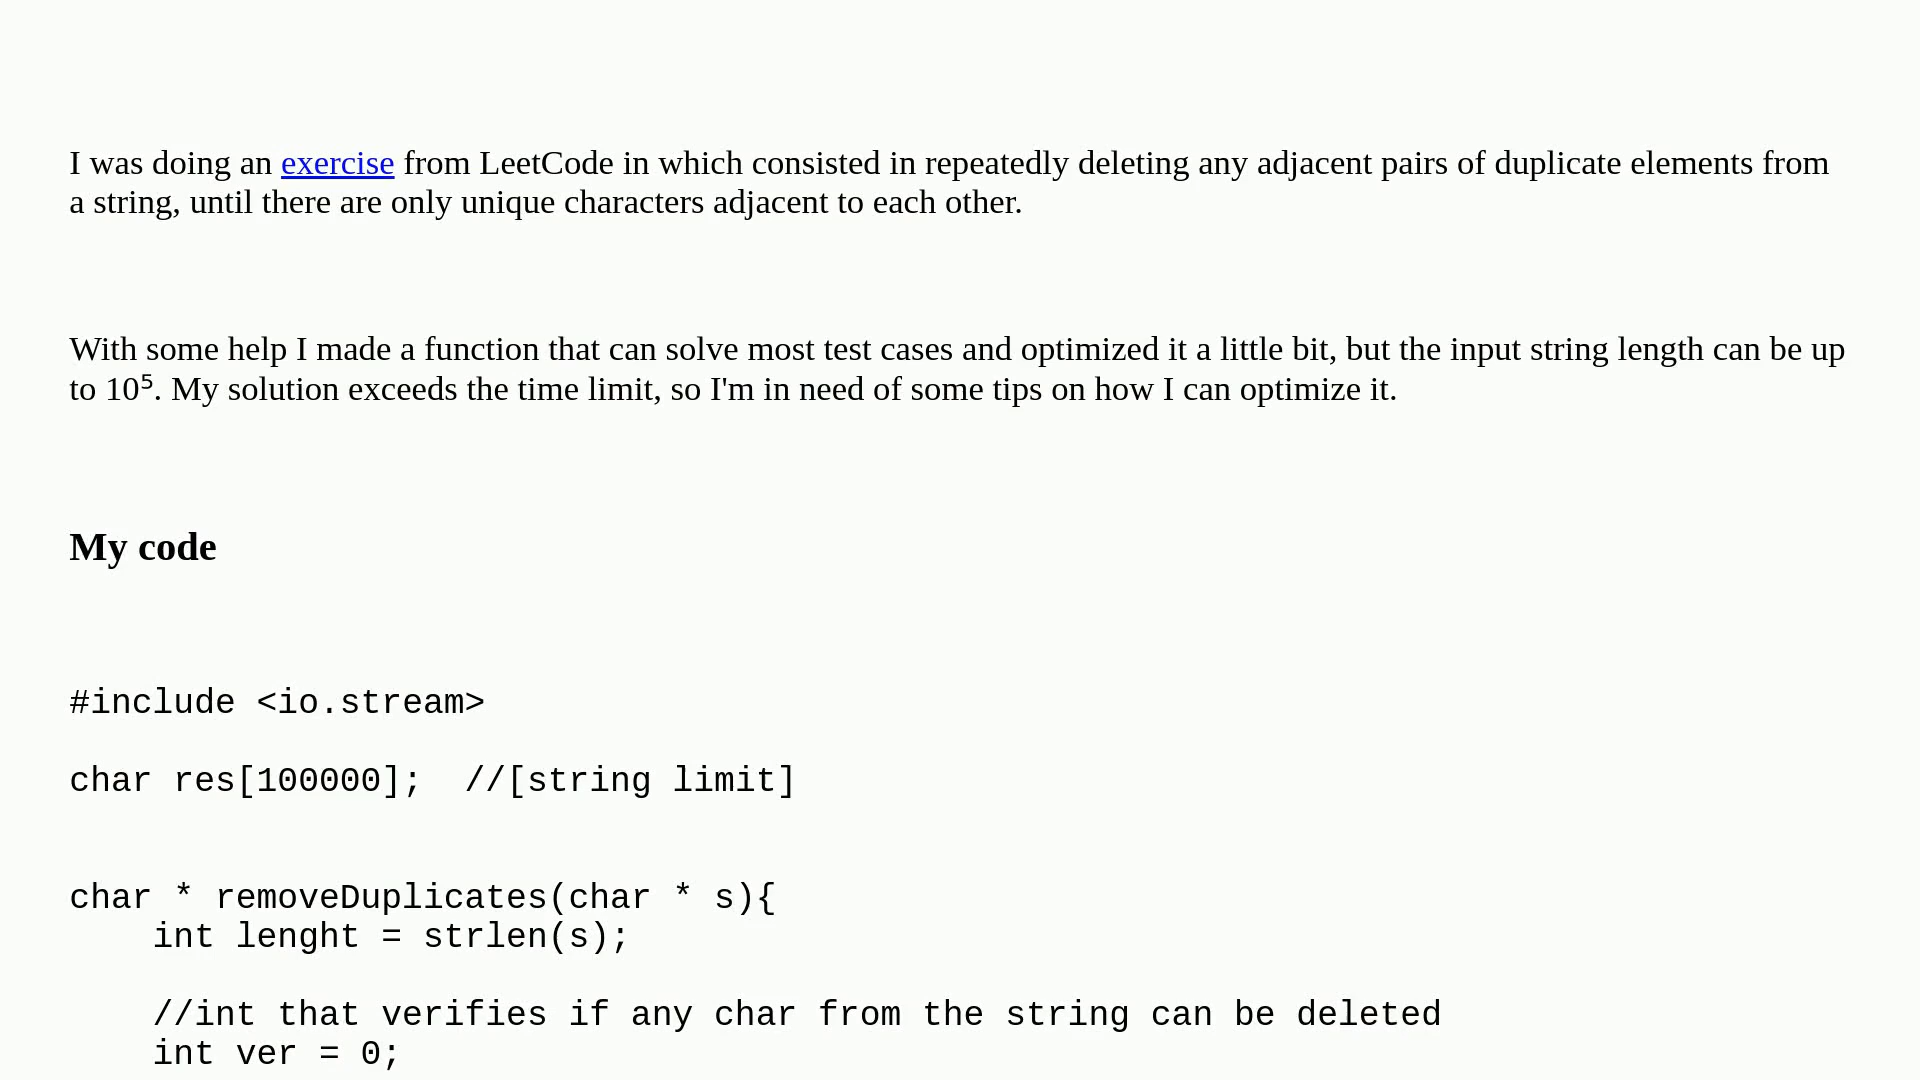 I was doing an exercise from LeetCode in which consisted in repeatedly deleting any adjacent pairs of duplicate elements from
a string, until there are only unique characters adjacent to each other.
With some help I made a function that can solve most test cases and optimized it a little bit, but the input string length can be up
to 10⁵. My solution exceeds the time limit, so I'm in need of some tips on how I can optimize it.
My code
#include <io.stream>
char res[100000];  //[string limit]
char * removeDuplicates(char * s){
    int lenght = strlen(s);
    //int that verifies if any char from the string can be deleted
    int ver = 0;